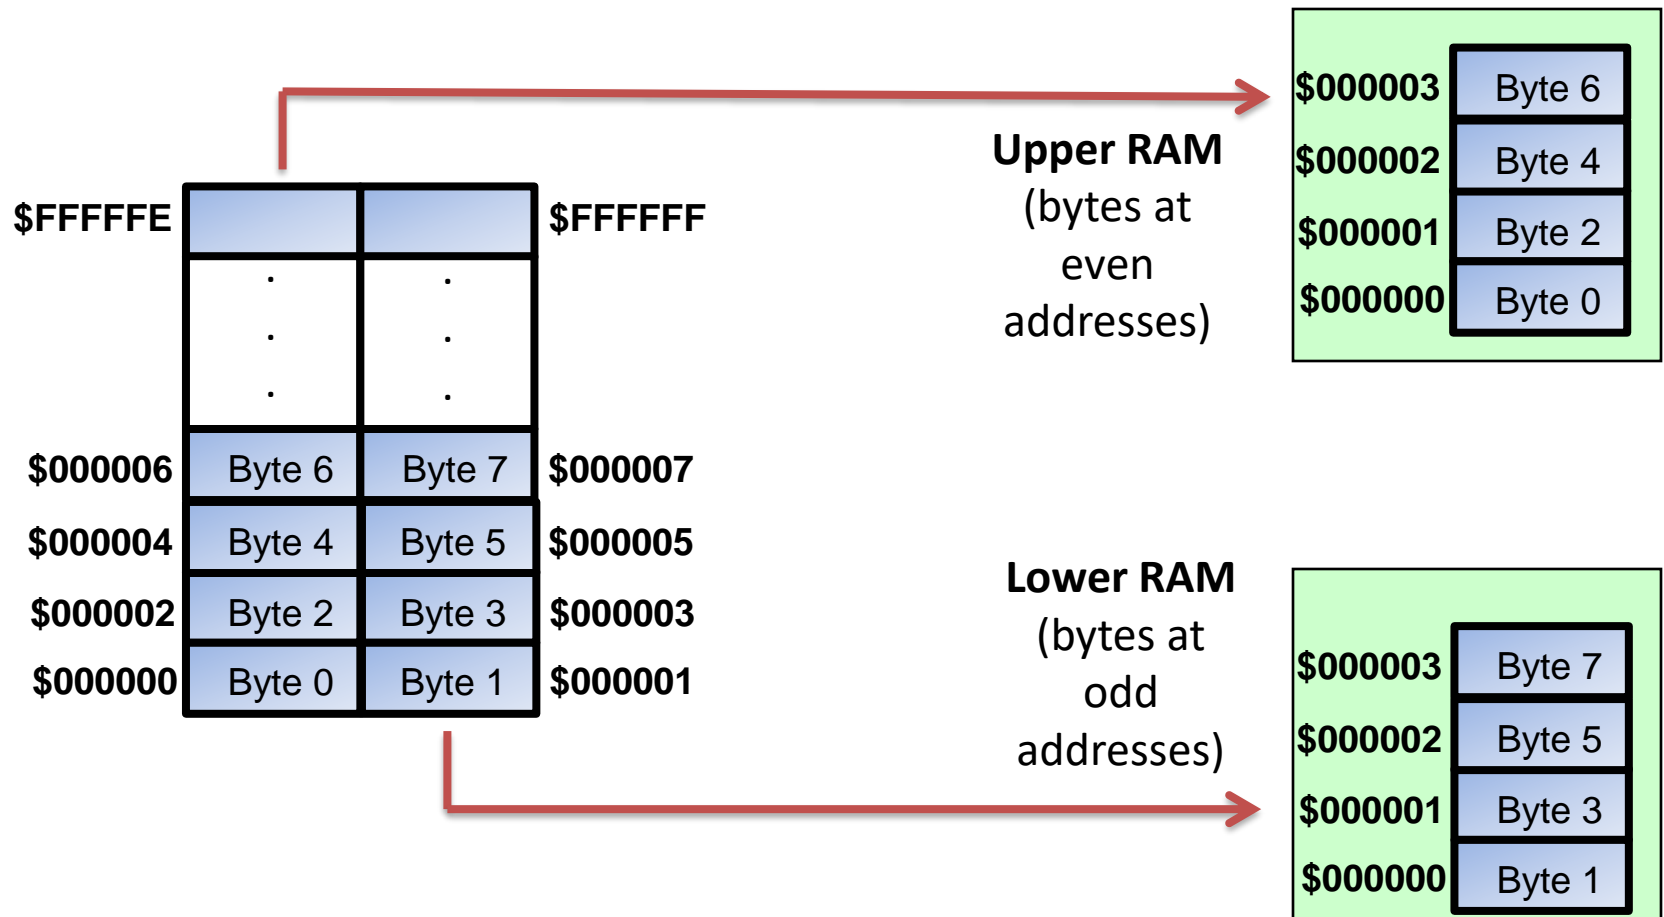 $FFFFFE $FFFFFF
. .
. .
. .
$000006 Byte 6 Byte 7 $000007
$000004 Byte 4 Byte 5 $000005
$000002 Byte 2 Byte 3 $000003
$000000 Byte 0 Byte 1 $000001
Upper RAM
(bytes at
even
addresses)
$000003 Byte 6
$000002 Byte 4
$000001 Byte 2
$000000 Byte 0
Lower RAM
(bytes at
odd
addresses)
$000003 Byte 7
$000002 Byte 5
$000001 Byte 3
$000000 Byte 1